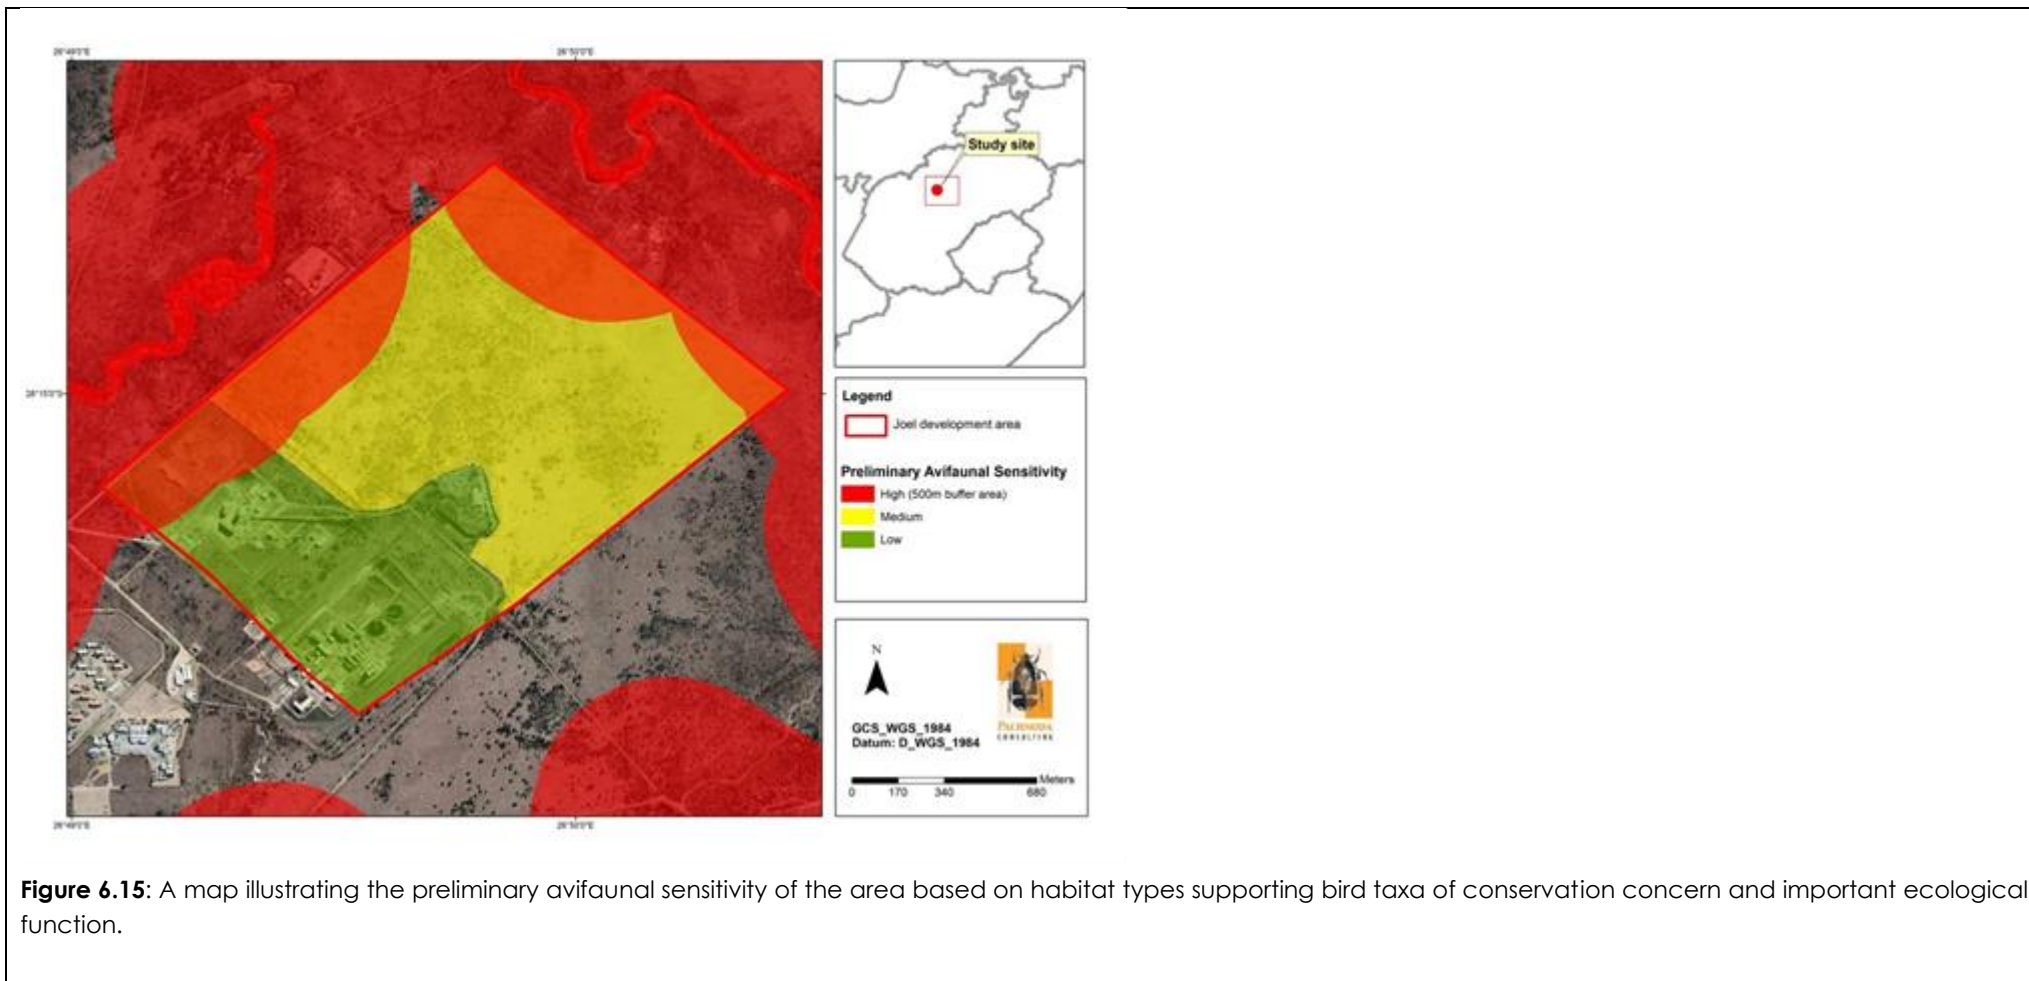 Study site
Legend
Joel development area
Preliminary Avifaunal Sensitivity
High (500m buffer area)
Medium
Low
N
GCS_WGS_1984
Datum: D_WGS_1984
PACHNODA
CONSULTING
Meters
0 170 340 680
Figure 6.15: A map illustrating the preliminary avifaunal sensitivity of the area based on habitat types supporting bird taxa of conservation concern and important ecological
function.